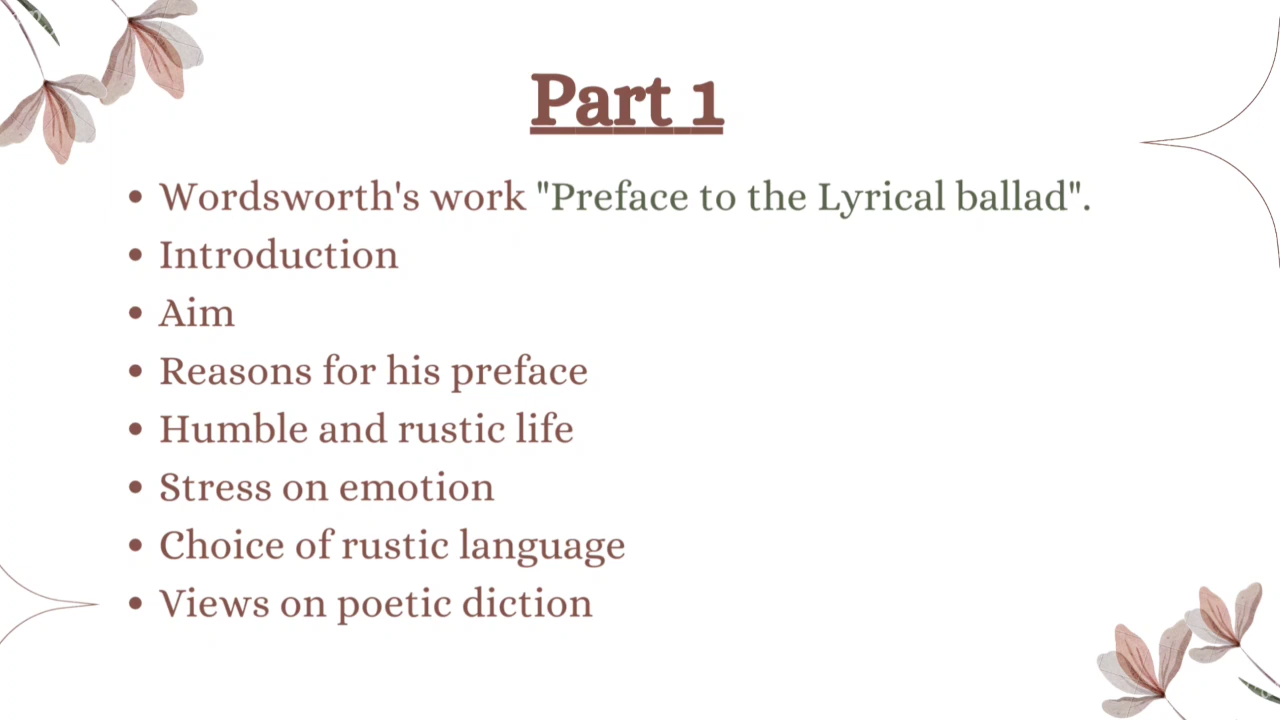 Part 1
• Wordsworth's work "Preface to the Lyrical ballad".
• Introduction
• Aim
• Reasons for his preface
• Humble and rustic life
• Stress on emotion
• Choice of rustic language
• Views on poetic diction